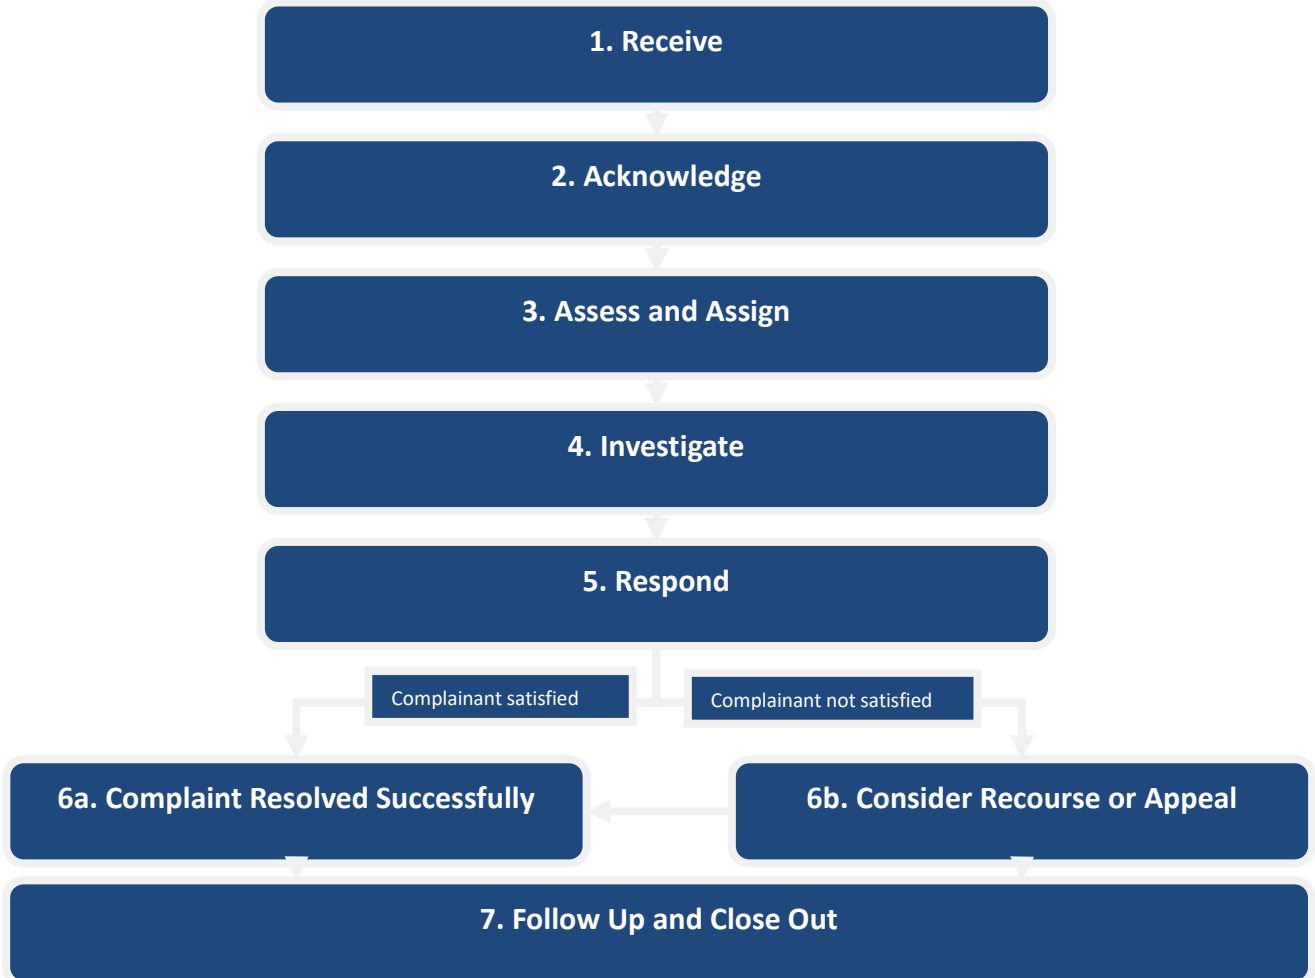 1. Receive
2. Acknowledge
3. Assess and Assign
4. Investigate
5. Respond
Complainant satisfied
Complainant not satisfied
6a. Complaint Resolved Successfully
6b. Consider Recourse or Appeal
7. Follow Up and Close Out